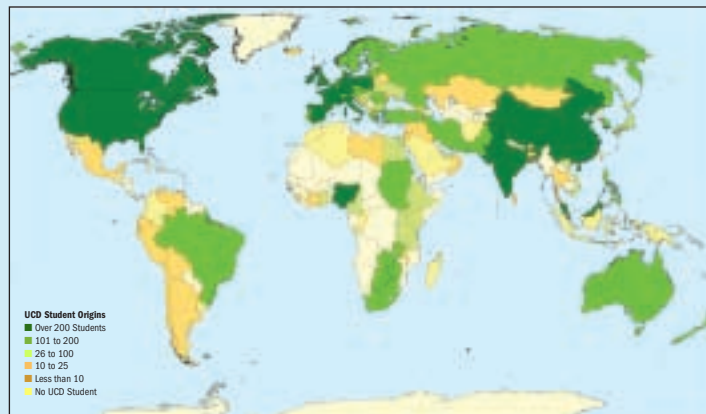 UCD Student Origins
Over 200 Students
101 to 200
26 to 100
10 to 25
Less than 10
No UCD Student